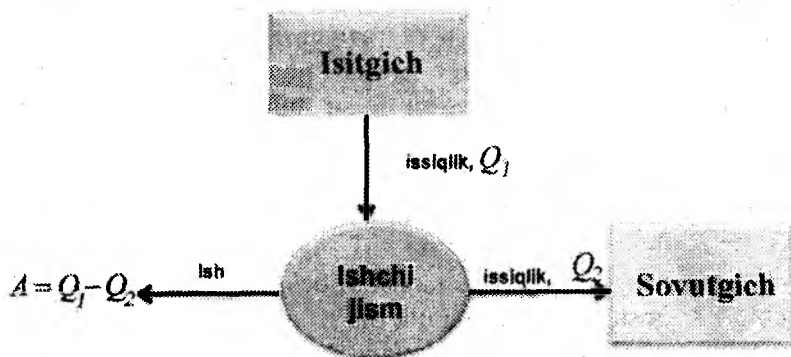 Isitgich
issiqlik, Q₁
A = Q₁ – Q₂
Ish
Ishchi
jism
issiqlik, Q₂
Sovutgich